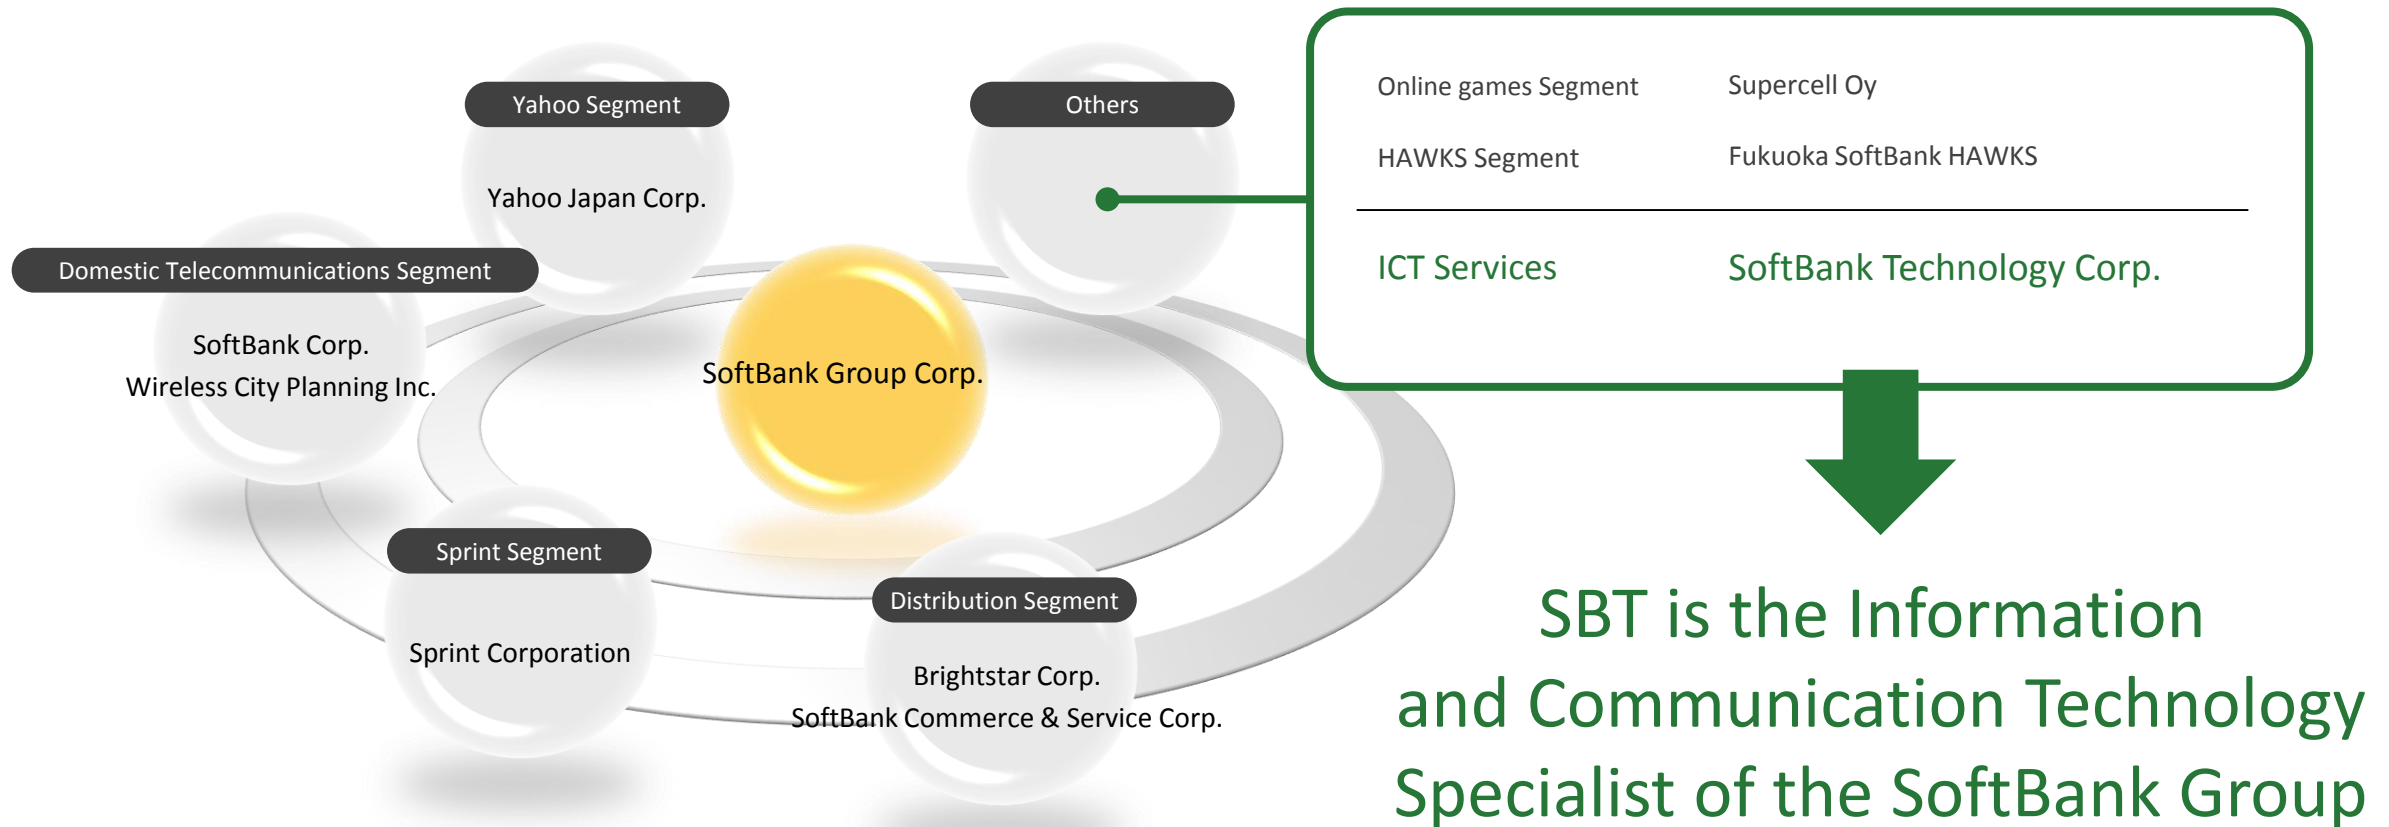 Yahoo Segment
Yahoo Japan Corp.
Others
Domestic Telecommunications Segment
SoftBank Corp.
Wireless City Planning Inc.
SoftBank Group Corp.
Sprint Segment
Sprint Corporation
Distribution Segment
Brightstar Corp.
SoftBank Commerce & Service Corp.
Online games Segment Supercell Oy
HAWKS Segment Fukuoka SoftBank HAWKS
ICT Services SoftBank Technology Corp.
SBT is the Information
and Communication Technology
Specialist of the SoftBank Group